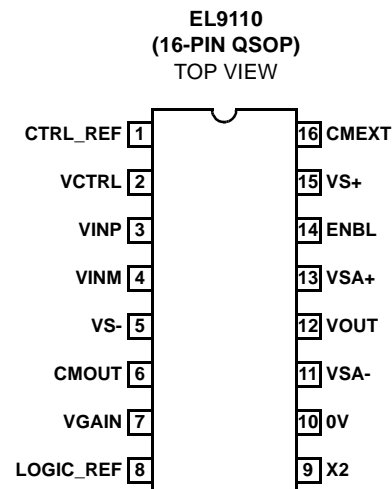 EL9110
(16-PIN QSOP)
TOP VIEW
CTRL_REF 1 16 CMEXT
VCTRL 2 15 VS+
VINP 3 14 ENBL
VINM 4 13 VSA+
VS- 5 12 VOUT
CMOUT 6 11 VSA-
VGAIN 7 10 0V
LOGIC_REF 8 9 X2